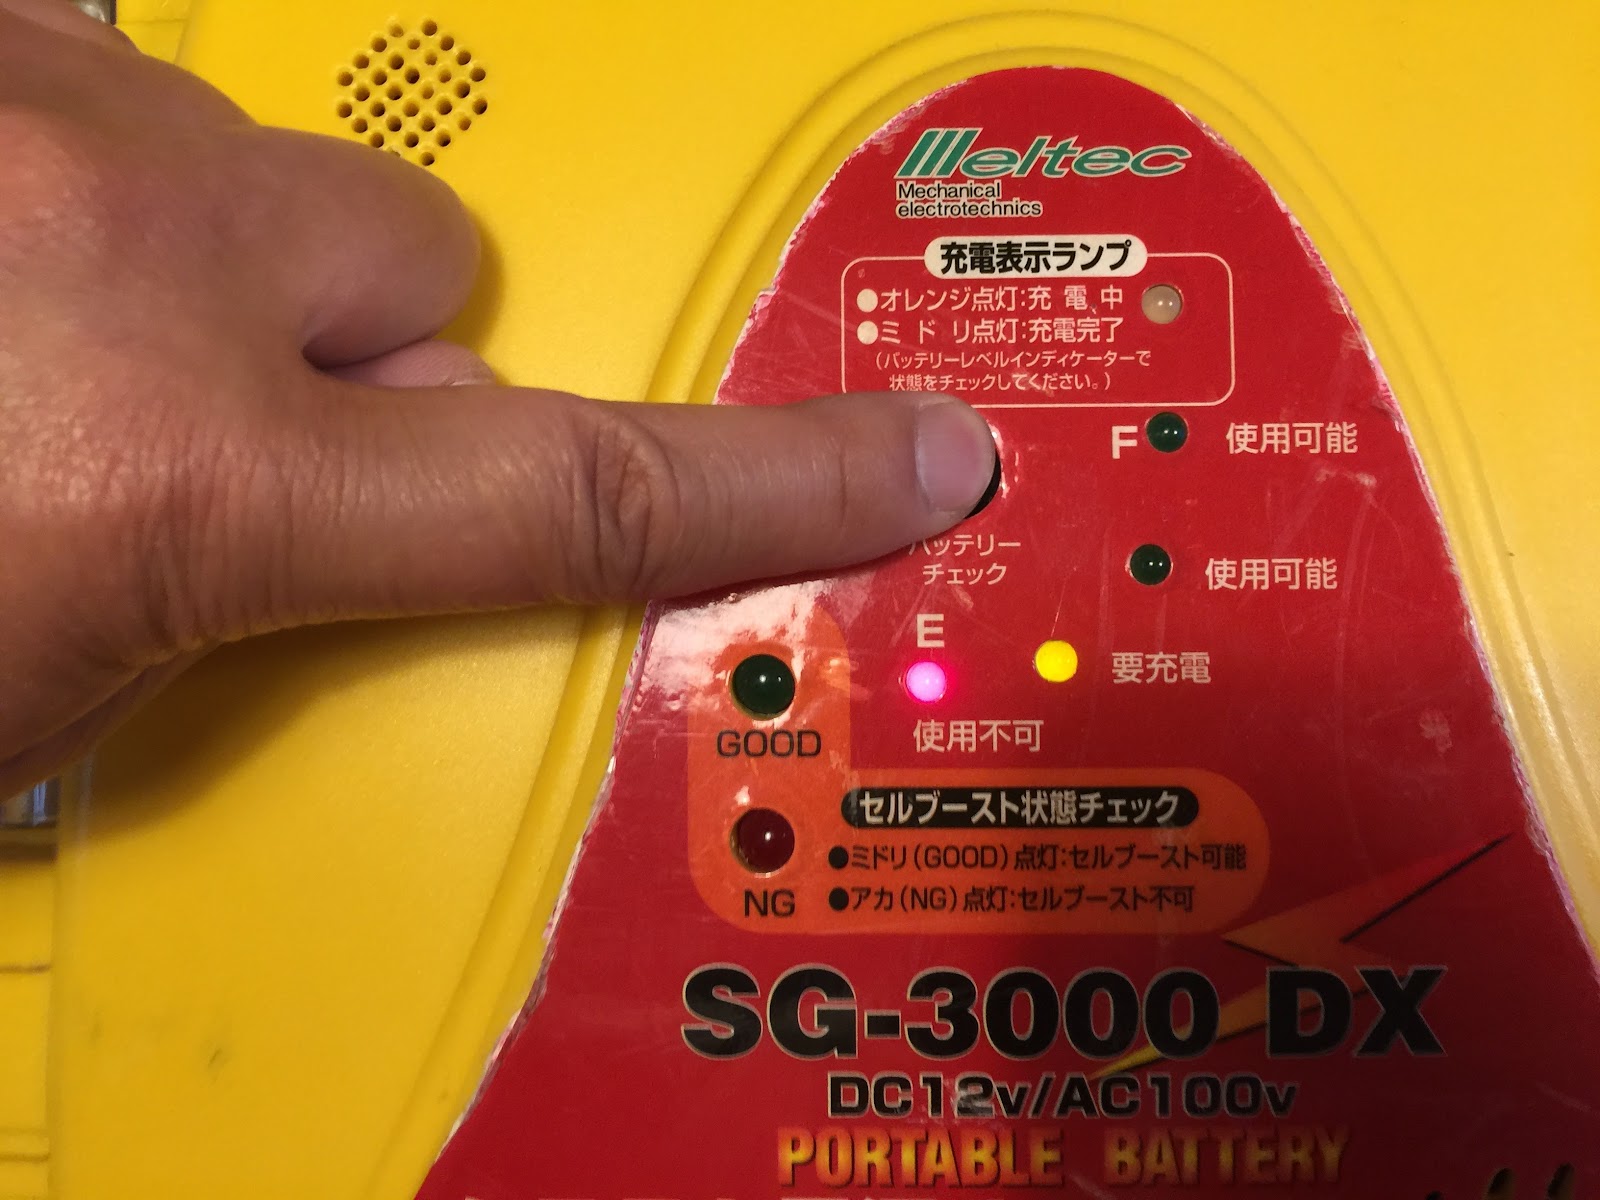 Meltec
Mechanical
electrotechnics
充電表示ランプ
●オレンジ点灯:充電中
●ミドリ点灯:充電完了
(バッテリーレベルインディケーターで
状態をチェックしてください。)
F 使用可能
バッテリー
チェック
使用可能
E
要充電
使用不可
GOOD
セルブースト状態チェック
●ミドリ(GOOD)点灯:セルブースト可能
●アカ(NG)点灯:セルブースト不可
NG
SG-3000 DX
DC12v/AC100v
PORTABLE BATTERY